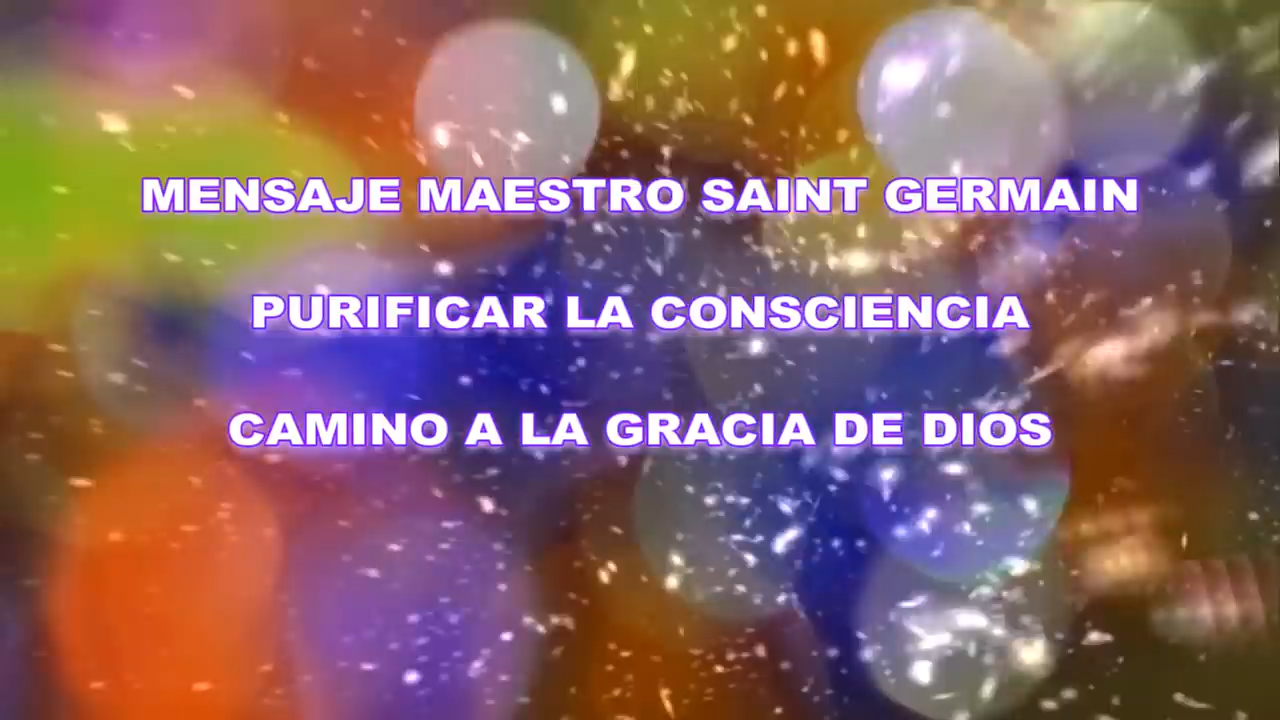 MENSAJE MAESTRO SAINT GERMAIN
PURIFICAR LA CONSCIENCIA
CAMINO A LA GRACIA DE DIOS